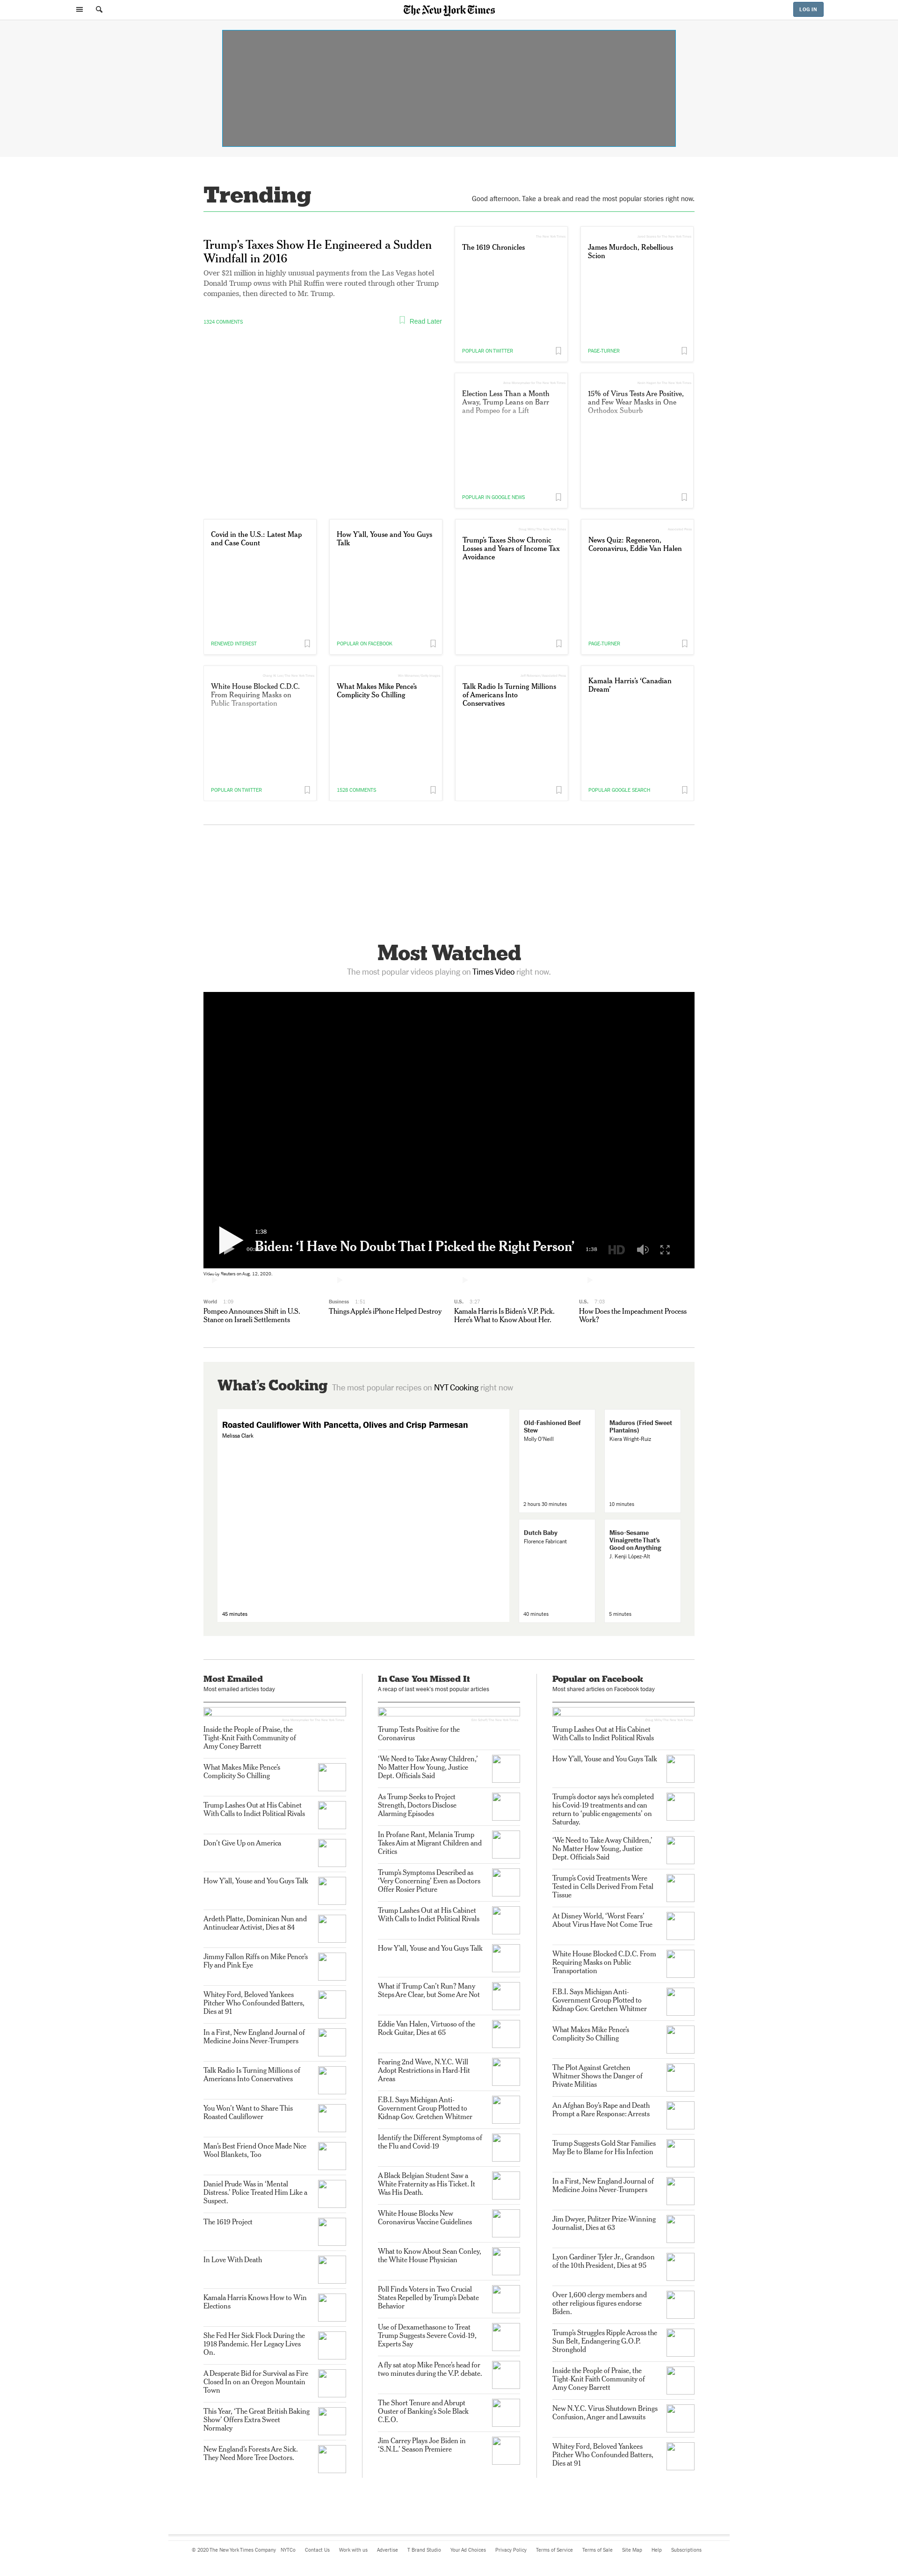 The New York Times
LOG IN
Trending
Good afternoon. Take a break and read the most popular stories right now.
Trump's Taxes Show He Engineered a Sudden
Windfall in 2016
Over $21 million in highly unusual payments from the Las Vegas hotel
Donald Trump owns with Phil Ruffin were routed through other Trump
companies, then directed to Mr. Trump.
1324 COMMENTS
Read Later
The 1619 Chronicles
POPULAR ON TWITTER
James Murdoch, Rebellious
Scion
PAGE-TURNER
Election Less Than a Month
Away, Trump Leans on Barr
and Pompeo for a Lift
POPULAR IN GOOGLE NEWS
15% of Virus Tests Are Positive,
and Few Wear Masks in One
Orthodox Suburb
Covid in the U.S.: Latest Map
and Case Count
RENEWED INTEREST
How Y'all, Youse and You Guys
Talk
POPULAR ON FACEBOOK
Trump's Taxes Show Chronic
Losses and Years of Income Tax
Avoidance
News Quiz: Regeneron,
Coronavirus, Eddie Van Halen
PAGE-TURNER
White House Blocked C.D.C.
From Requiring Masks on
Public Transportation
POPULAR ON TWITTER
What Makes Mike Pence's
Complicity So Chilling
1528 COMMENTS
Talk Radio Is Turning Millions
of Americans Into
Conservatives
Kamala Harris's 'Canadian
Dream'
POPULAR GOOGLE SEARCH
Most Watched
The most popular videos playing on Times Video right now.
1:38
Biden: 'I Have No Doubt That I Picked the Right Person'
1:38
HD
Video by Reuters on Aug. 12, 2020.
World 1:09
Pompeo Announces Shift in U.S.
Stance on Israeli Settlements
Business 1:51
Things Apple's iPhone Helped Destroy
U.S. 3:27
Kamala Harris Is Biden's V.P. Pick.
Here's What to Know About Her.
U.S. 7:03
How Does the Impeachment Process
Work?
What's Cooking
The most popular recipes on NYT Cooking right now
Roasted Cauliflower With Pancetta, Olives and Crisp Parmesan
Melissa Clark
45 minutes
Old-Fashioned Beef
Stew
Molly O'Neill
2 hours 30 minutes
Maduros (Fried Sweet
Plantains)
Kiera Wright-Ruiz
10 minutes
Dutch Baby
Florence Fabricant
40 minutes
Miso-Sesame
Vinaigrette That's
Good on Anything
J. Kenji López-Alt
5 minutes
Most Emailed
Most emailed articles today
Inside the People of Praise, the
Tight-Knit Faith Community of
Amy Coney Barrett
What Makes Mike Pence's
Complicity So Chilling
Trump Lashes Out at His Cabinet
With Calls to Indict Political Rivals
Don't Give Up on America
How Y'all, Youse and You Guys Talk
Ardeth Platte, Dominican Nun and
Antinuclear Activist, Dies at 84
Jimmy Fallon Riffs on Mike Pence's
Fly and Pink Eye
Whitey Ford, Beloved Yankees
Pitcher Who Confounded Batters,
Dies at 91
In a First, New England Journal of
Medicine Joins Never-Trumpers
Talk Radio Is Turning Millions of
Americans Into Conservatives
You Won't Want to Share This
Roasted Cauliflower
Man's Best Friend Once Made Nice
Wool Blankets, Too
Daniel Prude Was in 'Mental
Distress.' Police Treated Him Like a
Suspect.
The 1619 Project
In Love With Death
Kamala Harris Knows How to Win
Elections
She Fed Her Sick Flock During the
1918 Pandemic. Her Legacy Lives
On.
A Desperate Bid for Survival as Fire
Closed In on an Oregon Mountain
Town
This Year, 'The Great British Baking
Show' Offers Extra Sweet
Normalcy
New England's Forests Are Sick.
They Need More Tree Doctors.
In Case You Missed It
A recap of last week's most popular articles
Trump Tests Positive for the
Coronavirus
'We Need to Take Away Children,'
No Matter How Young, Justice
Dept. Officials Said
As Trump Seeks to Project
Strength, Doctors Disclose
Alarming Episodes
In Profane Rant, Melania Trump
Takes Aim at Migrant Children and
Critics
Trump's Symptoms Described as
'Very Concerning' Even as Doctors
Offer Rosier Picture
Trump Lashes Out at His Cabinet
With Calls to Indict Political Rivals
How Y'all, Youse and You Guys Talk
What if Trump Can't Run? Many
Steps Are Clear, but Some Are Not
Eddie Van Halen, Virtuoso of the
Rock Guitar, Dies at 65
Fearing 2nd Wave, N.Y.C. Will
Adopt Restrictions in Hard-Hit
Areas
F.B.I. Says Michigan Anti-
Government Group Plotted to
Kidnap Gov. Gretchen Whitmer
Identify the Different Symptoms of
the Flu and Covid-19
A Black Belgian Student Saw a
White Fraternity as His Ticket. It
Was His Death.
White House Blocks New
Coronavirus Vaccine Guidelines
What to Know About Sean Conley,
the White House Physician
Poll Finds Voters in Two Crucial
States Repelled by Trump's Debate
Behavior
Use of Dexamethasone to Treat
Trump Suggests Severe Covid-19,
Experts Say
A fly sat atop Mike Pence's head for
two minutes during the V.P. debate.
The Short Tenure and Abrupt
Ouster of Banking's Sole Black
C.E.O.
Jim Carrey Plays Joe Biden in
'S.N.L.' Season Premiere
Popular on Facebook
Most shared articles on Facebook today
Trump Lashes Out at His Cabinet
With Calls to Indict Political Rivals
How Y'all, Youse and You Guys Talk
Trump's doctor says he's completed
his Covid-19 treatments and can
return to 'public engagements' on
Saturday.
'We Need to Take Away Children,'
No Matter How Young, Justice
Dept. Officials Said
Trump's Covid Treatments Were
Tested in Cells Derived From Fetal
Tissue
At Disney World, 'Worst Fears'
About Virus Have Not Come True
White House Blocked C.D.C. From
Requiring Masks on Public
Transportation
F.B.I. Says Michigan Anti-
Government Group Plotted to
Kidnap Gov. Gretchen Whitmer
What Makes Mike Pence's
Complicity So Chilling
The Plot Against Gretchen
Whitmer Shows the Danger of
Private Militias
An Afghan Boy's Rape and Death
Prompt a Rare Response: Arrests
Trump Suggests Gold Star Families
May Be to Blame for His Infection
In a First, New England Journal of
Medicine Joins Never-Trumpers
Jim Dwyer, Pulitzer Prize-Winning
Journalist, Dies at 63
Lyon Gardiner Tyler Jr., Grandson
of the 10th President, Dies at 95
Over 1,600 clergy members and
other religious figures endorse
Biden.
Trump's Struggles Ripple Across the
Sun Belt, Endangering G.O.P.
Stronghold
Inside the People of Praise, the
Tight-Knit Faith Community of
Amy Coney Barrett
New N.Y.C. Virus Shutdown Brings
Confusion, Anger and Lawsuits
Whitey Ford, Beloved Yankees
Pitcher Who Confounded Batters,
Dies at 91
© 2020 The New York Times Company NYTCo Contact Us Work with us Advertise T Brand Studio Your Ad Choices Privacy Policy Terms of Service Terms of Sale Site Map Help Subscriptions